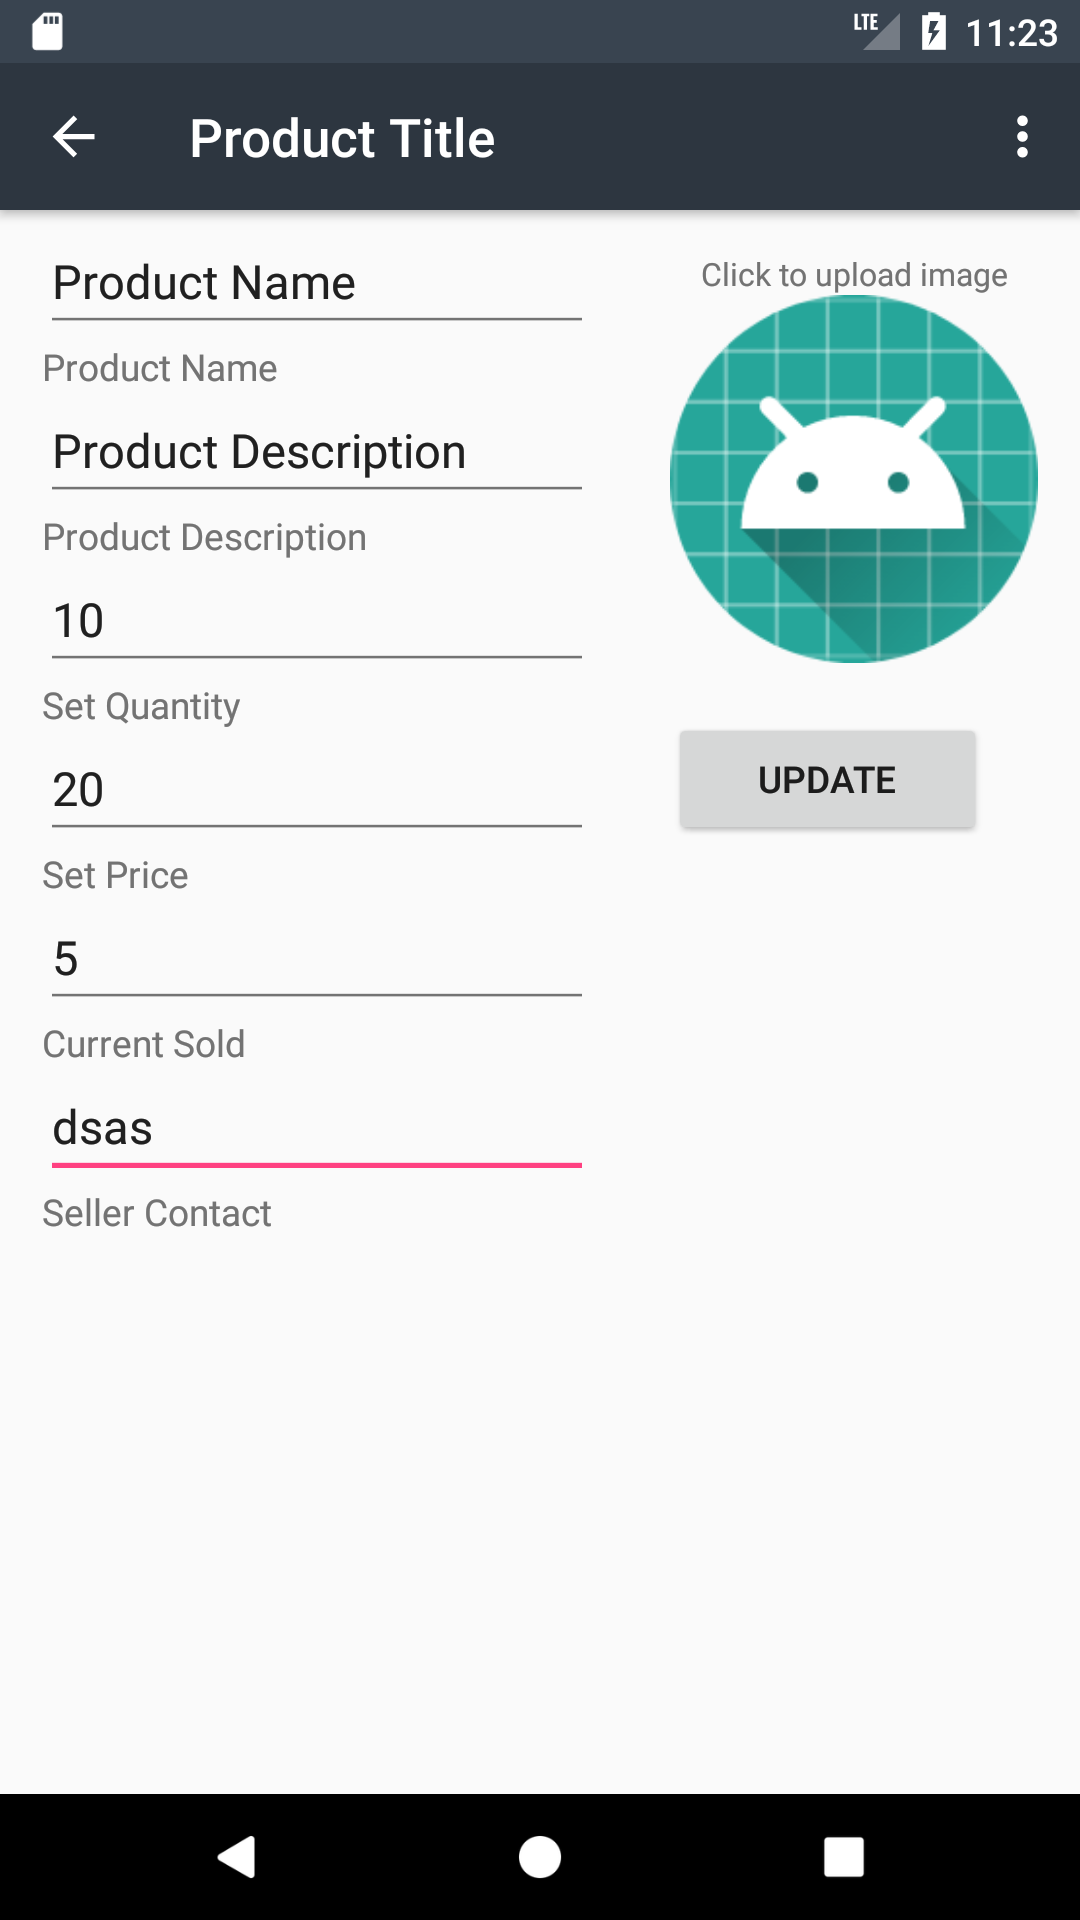 LTE 11:23
Product Title
Product Name
Click to upload image
Product Name
Product Description
Product Description
10
Set Quantity
20
UPDATE
Set Price
5
Current Sold
dsas
Seller Contact